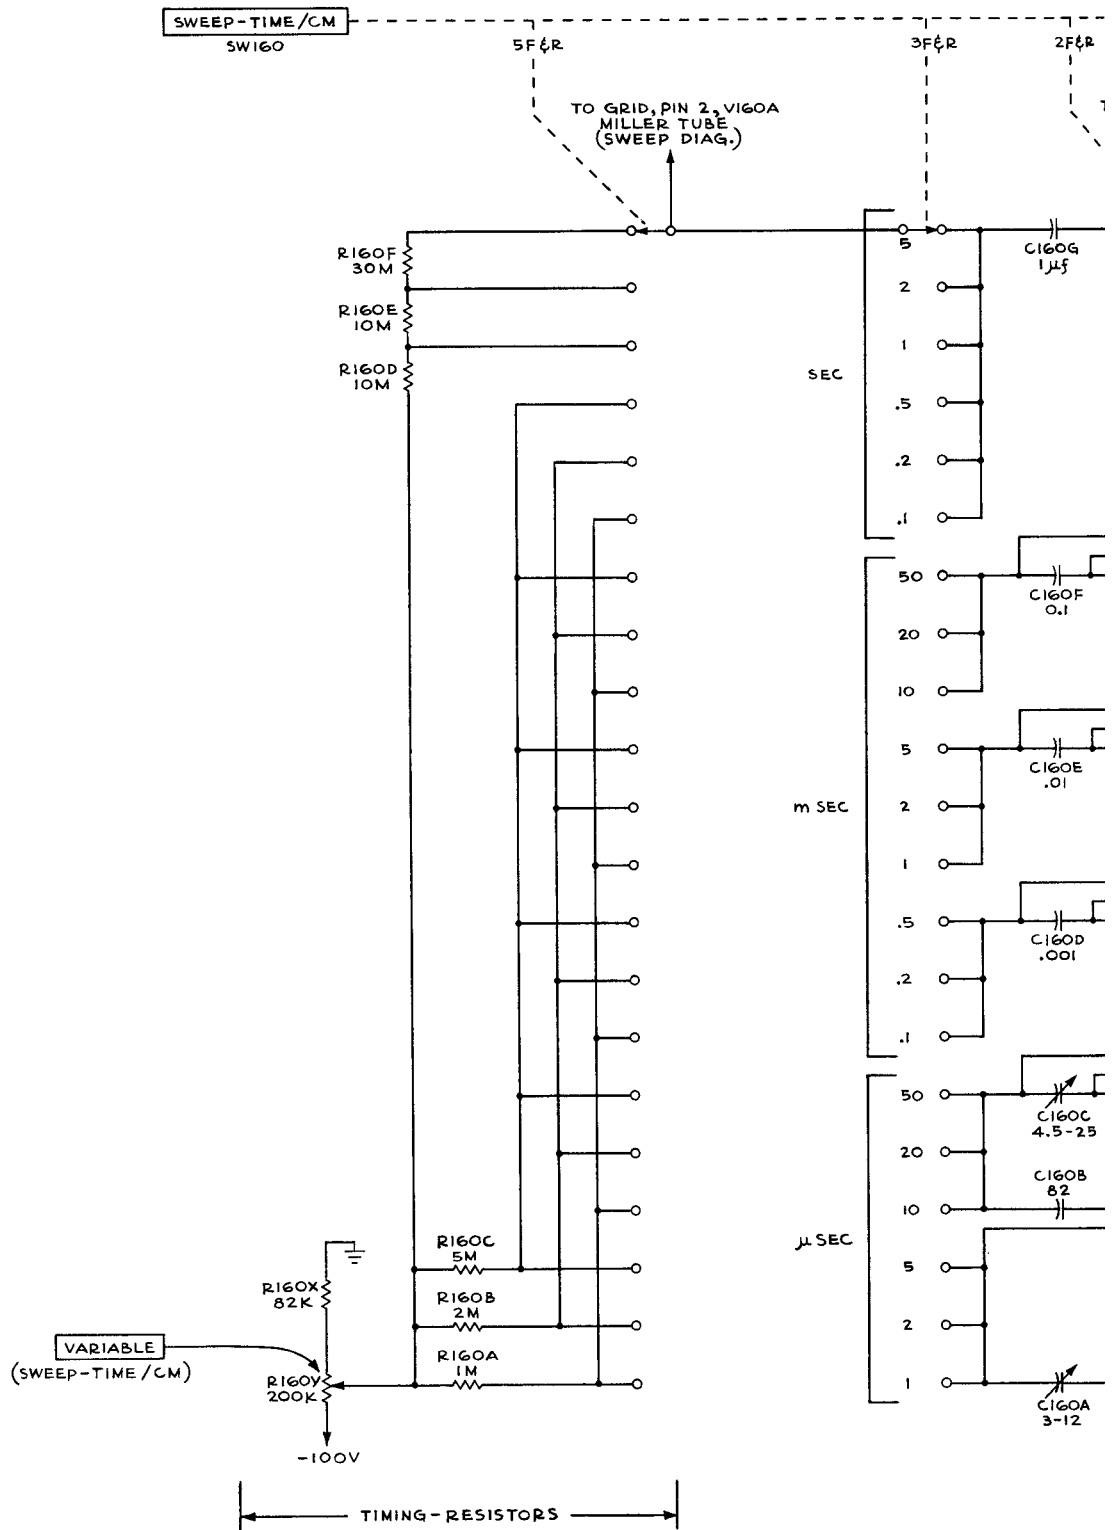 SWEEP-TIME/CM
SW160
5F&R
3F&R
2F&R
TO GRID, PIN 2, V160A
MILLER TUBE
(SWEEP DIAG.)
T
R160F
30M
R160E
10M
R160D
10M
SEC
5
2
1
.5
.2
.1
C160G
1µf
m SEC
50
20
10
5
2
1
.5
.2
.1
C160F
0.1
C160E
.01
C160D
.001
µ SEC
50
20
10
5
2
1
C160C
4.5-25
C160B
82
C160A
3-12
R160C
5M
R160B
2M
R160A
1M
R160X
82K
VARIABLE
(SWEEP-TIME/CM)
R160Y
200K
-100V
TIMING-RESISTORS